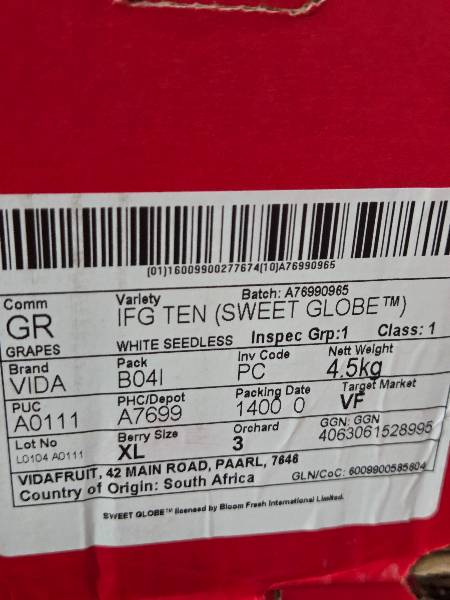 (01)16009900277674(10)A76990965
Comm Variety Batch: A76990965
GR IFG TEN (SWEET GLOBE™)
GRAPES WHITE SEEDLESS Inspec Grp:1 Class: 1
Brand Pack Inv Code Nett Weight
VIDA B04I PC 4.5kg
PUC PHC/Depot Packing Date Target Market
A0111 A7699 1400 0 VF
Lot No Berry Size Orchard GGN: GGN
L0104 A0111 XL 3 4063061528995
VIDAFRUIT, 42 MAIN ROAD, PAARL, 7646
Country of Origin: South Africa GLN/CoC: 6009900585804
SWEET GLOBE™ licensed by Bloom Fresh International Limited.